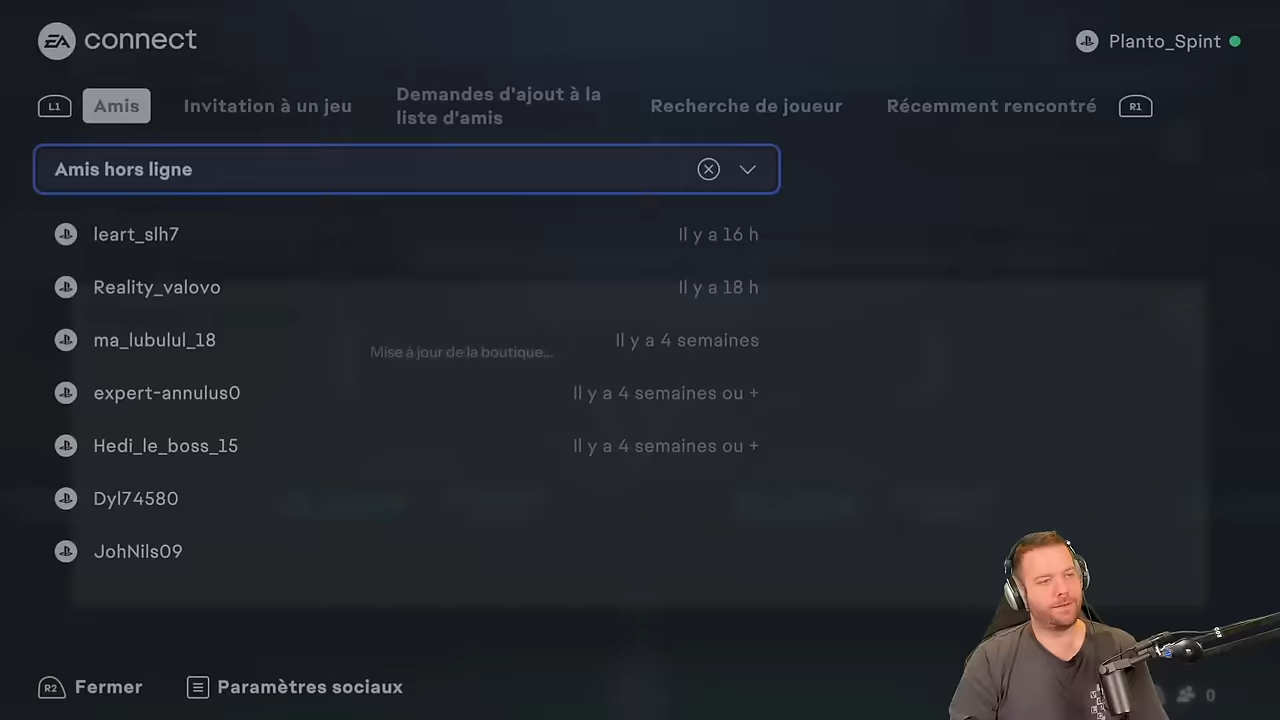 EA connect
Planto_Spint
L1 Amis Invitation à un jeu Demandes d'ajout à la liste d'amis Recherche de joueur Récemment rencontré R1
Amis hors ligne
leart_slh7 Il y a 16 h
Reality_valovo Il y a 18 h
ma_lubulul_18 Il y a 4 semaines
Mise à jour de la boutique...
expert-annulus0 Il y a 4 semaines ou +
Hedi_le_boss_15 Il y a 4 semaines ou +
Dyl74580
JohNils09
R2 Fermer Paramètres sociaux
0